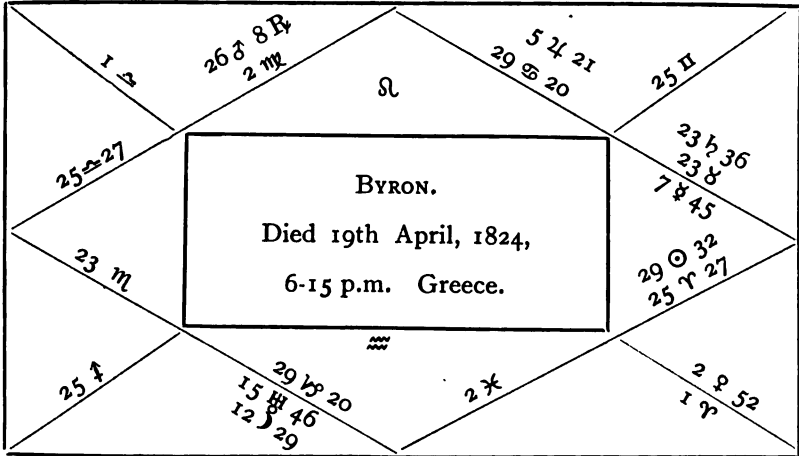 26 ♂ 8 ℞
2 ♍
♌
5 ♃ 21
29 ♋ 20
1 ♎
25 ♊
25 ♎ 27
23 ♄ 36
23 ♉
7 ☿ 45
BYRON.
Died 19th April, 1824,
6-15 p.m. Greece.
23 ♏
29 ☉ 32
25 ♈ 27
♒
25 ♐
29 ♑ 20
15 ♅ 46
12 ☽ 29
2 ♓
2 ♀ 52
1 ♈